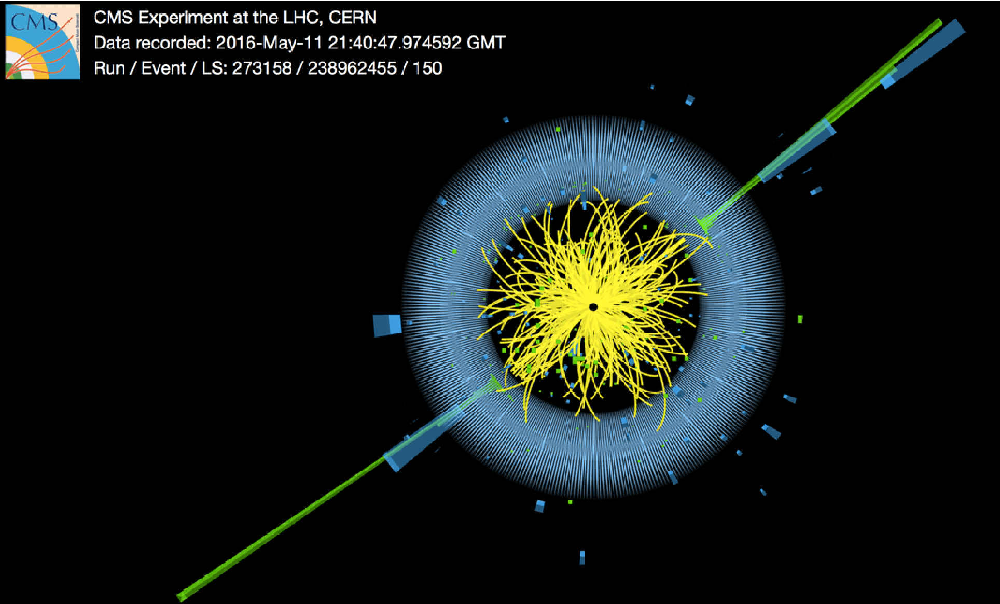 CMS
CMS Experiment at the LHC, CERN
Data recorded: 2016-May-11 21:40:47.974592 GMT
Run / Event / LS: 273158 / 238962455 / 150